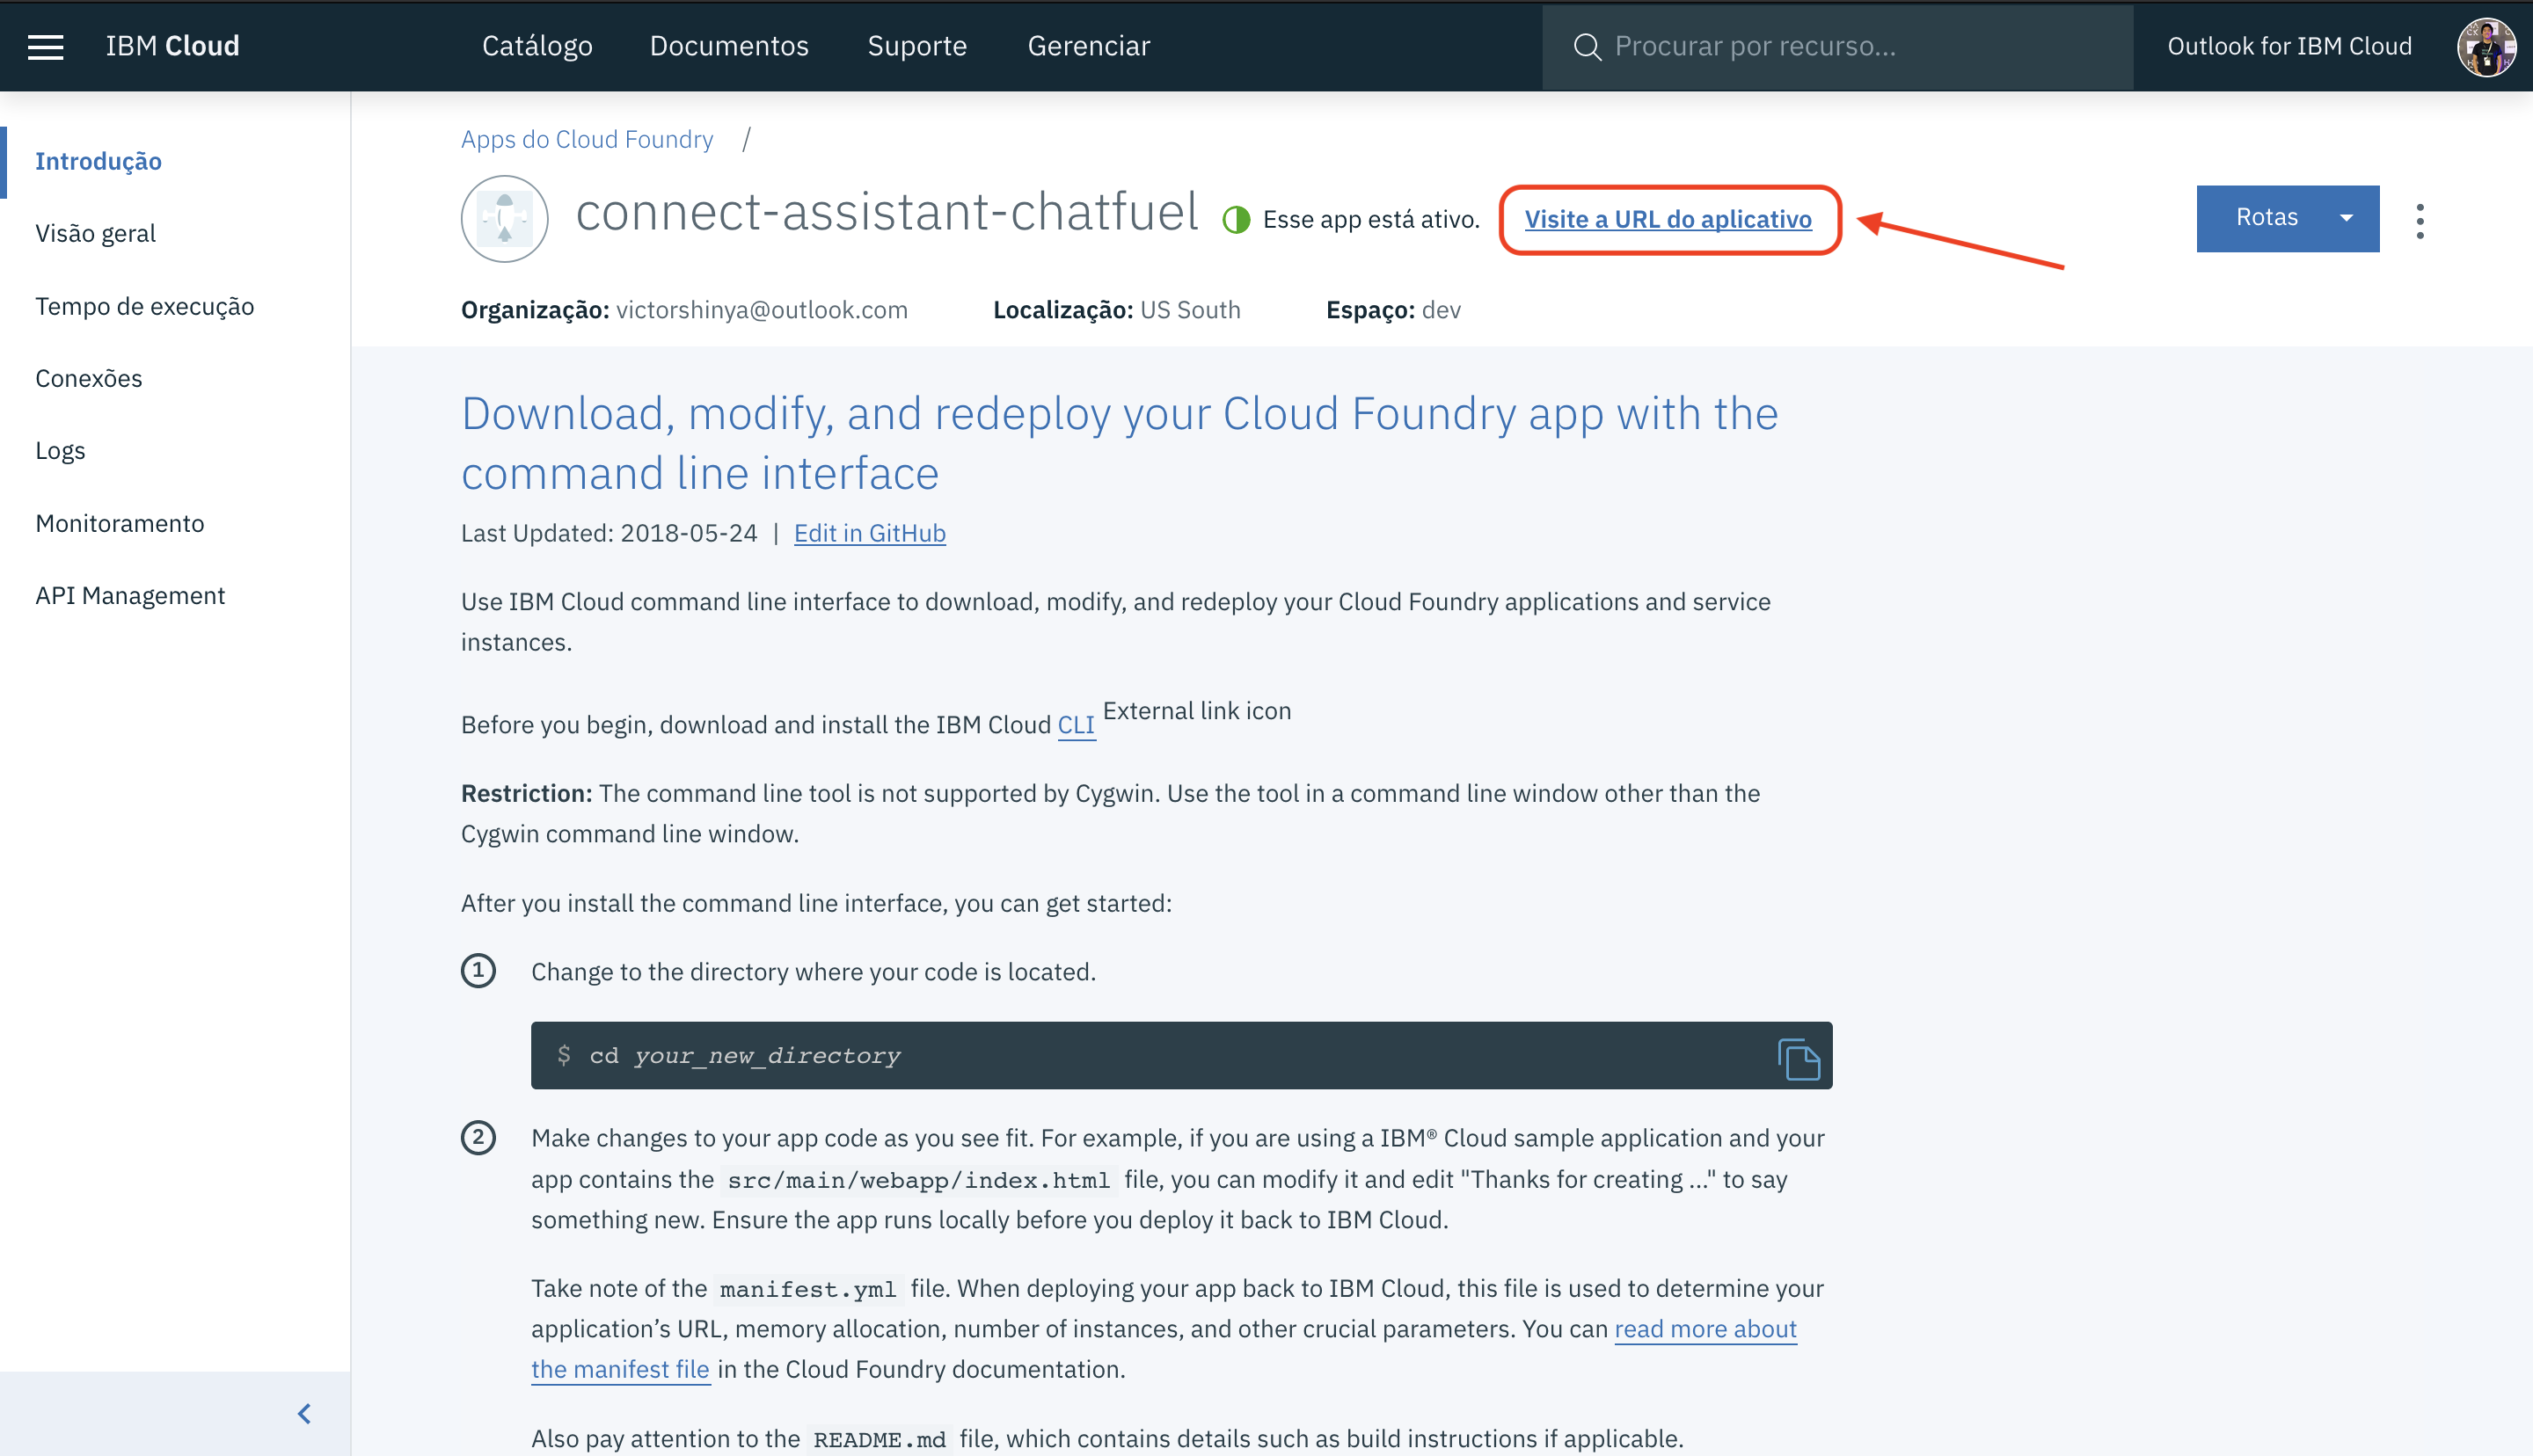 IBM Cloud
Catálogo
Documentos
Suporte
Gerenciar
Procurar por recurso...
Outlook for IBM Cloud
Introdução
Visão geral
Tempo de execução
Conexões
Logs
Monitoramento
API Management
Apps do Cloud Foundry /
connect-assistant-chatfuel
Esse app está ativo.
Visite a URL do aplicativo
Rotas
Organização: victorshinya@outlook.com
Localização: US South
Espaço: dev
Download, modify, and redeploy your Cloud Foundry app with the
command line interface
Last Updated: 2018-05-24 | Edit in GitHub
Use IBM Cloud command line interface to download, modify, and redeploy your Cloud Foundry applications and service
instances.
Before you begin, download and install the IBM Cloud CLI External link icon
Restriction: The command line tool is not supported by Cygwin. Use the tool in a command line window other than the
Cygwin command line window.
After you install the command line interface, you can get started:
1 Change to the directory where your code is located.
$ cd your_new_directory
2 Make changes to your app code as you see fit. For example, if you are using a IBM® Cloud sample application and your
app contains the src/main/webapp/index.html file, you can modify it and edit "Thanks for creating ..." to say
something new. Ensure the app runs locally before you deploy it back to IBM Cloud.
Take note of the manifest.yml file. When deploying your app back to IBM Cloud, this file is used to determine your
application's URL, memory allocation, number of instances, and other crucial parameters. You can read more about
the manifest file in the Cloud Foundry documentation.
Also pay attention to the README.md file, which contains details such as build instructions if applicable.